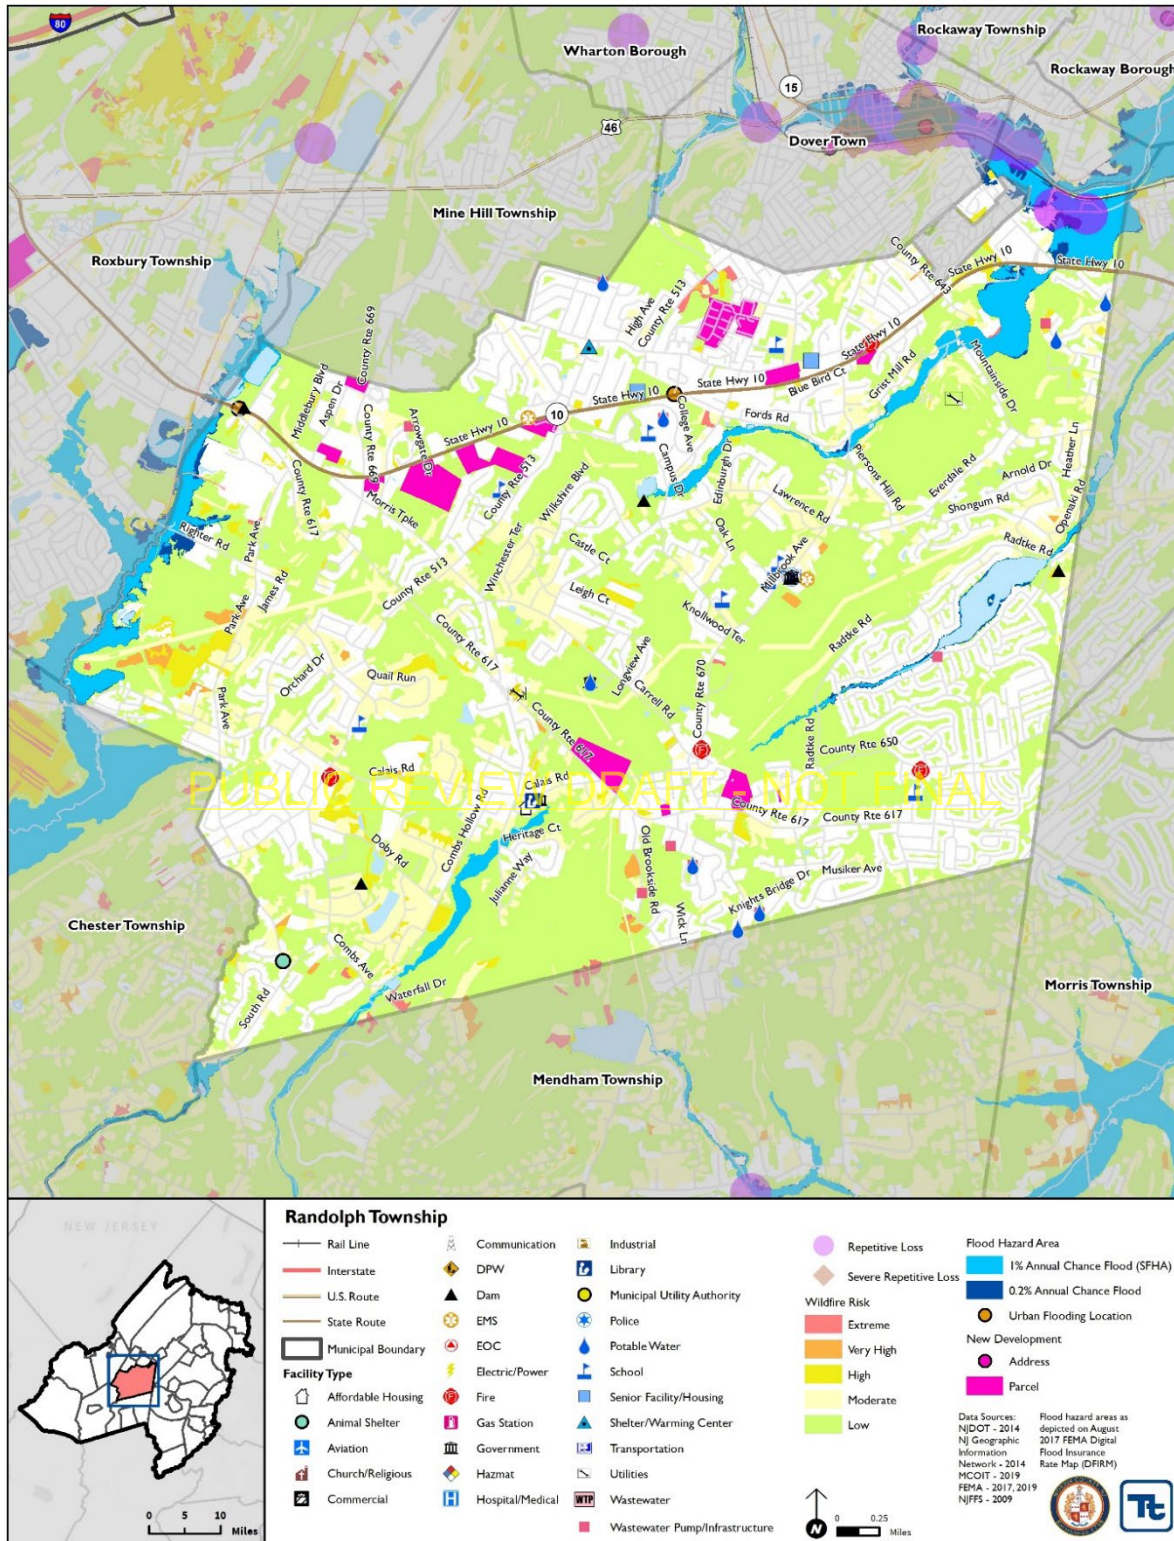 80
Wharton Borough
Rockaway Township
Rockaway Borough
15
46
Dover Town
Mine Hill Township
Roxbury Township
County Rte 643
State Hwy 10
State Hwy 10
High Ave
County Rte 513
County Rte 669
Middlebury Blvd
Aspen Dr
State Hwy 10
State Hwy 10
State Hwy 10
Blue Bird Ct
Grist Mill Rd
Mountainside Dr
State Hwy 10
10
College Ave
Fords Rd
County Rte 669
Arrowgate Dr
County Rte 617
Morris Tpke
County Rte 513
Wilkshire Blvd
Campus Dr
Edinburgh Dr
Piersons Hill Rd
Everdale Rd
Arnold Dr
Heather Ln
Lawrence Rd
Shongum Rd
Openaki Rd
Righter Rd
Park Ave
Winchester Ter
Castle Ct
Oak Ln
Radtke Rd
James Rd
County Rte 513
Leigh Ct
Millbrook Ave
Park Ave
Knollwood Ter
Radtke Rd
County Rte 617
Orchard Dr
Quail Run
Longview Ave
Carrell Rd
County Rte 670
Park Ave
County Rte 617
Radtke Rd
County Rte 650
Calais Rd
Calais Rd
PUBLIC REVIEW DRAFT - NOT FINAL
County Rte 617
County Rte 617
Combs Hollow Rd
Heritage Ct
Doby Rd
Julianne Way
Old Brookside Rd
Musiker Ave
Knights Bridge Dr
Wick Ln
Chester Township
Combs Ave
Waterfall Dr
South Rd
Morris Township
Mendham Township
NEW JERSEY
0 5 10
Miles
Randolph Township
Rail Line
Interstate
U.S. Route
State Route
Municipal Boundary
Facility Type
Affordable Housing
Animal Shelter
Aviation
Church/Religious
Commercial
Communication
DPW
Dam
EMS
EOC
Electric/Power
Fire
Gas Station
Government
Hazmat
Hospital/Medical
Industrial
Library
Municipal Utility Authority
Police
Potable Water
School
Senior Facility/Housing
Shelter/Warming Center
Transportation
Utilities
WTP Wastewater
Wastewater Pump/Infrastructure
Repetitive Loss
Severe Repetitive Loss
Wildfire Risk
Extreme
Very High
High
Moderate
Low
N
0 0.25
Miles
Flood Hazard Area
1% Annual Chance Flood (SFHA)
0.2% Annual Chance Flood
Urban Flooding Location
New Development
Address
Parcel
Data Sources:
NJDOT - 2014
NJ Geographic
Information
Network - 2014
MCOIT - 2019
FEMA - 2017, 2019
NJFFS - 2009
Flood hazard areas as
depicted on August
2017 FEMA Digital
Flood Insurance
Rate Map (DFIRM)
Tt